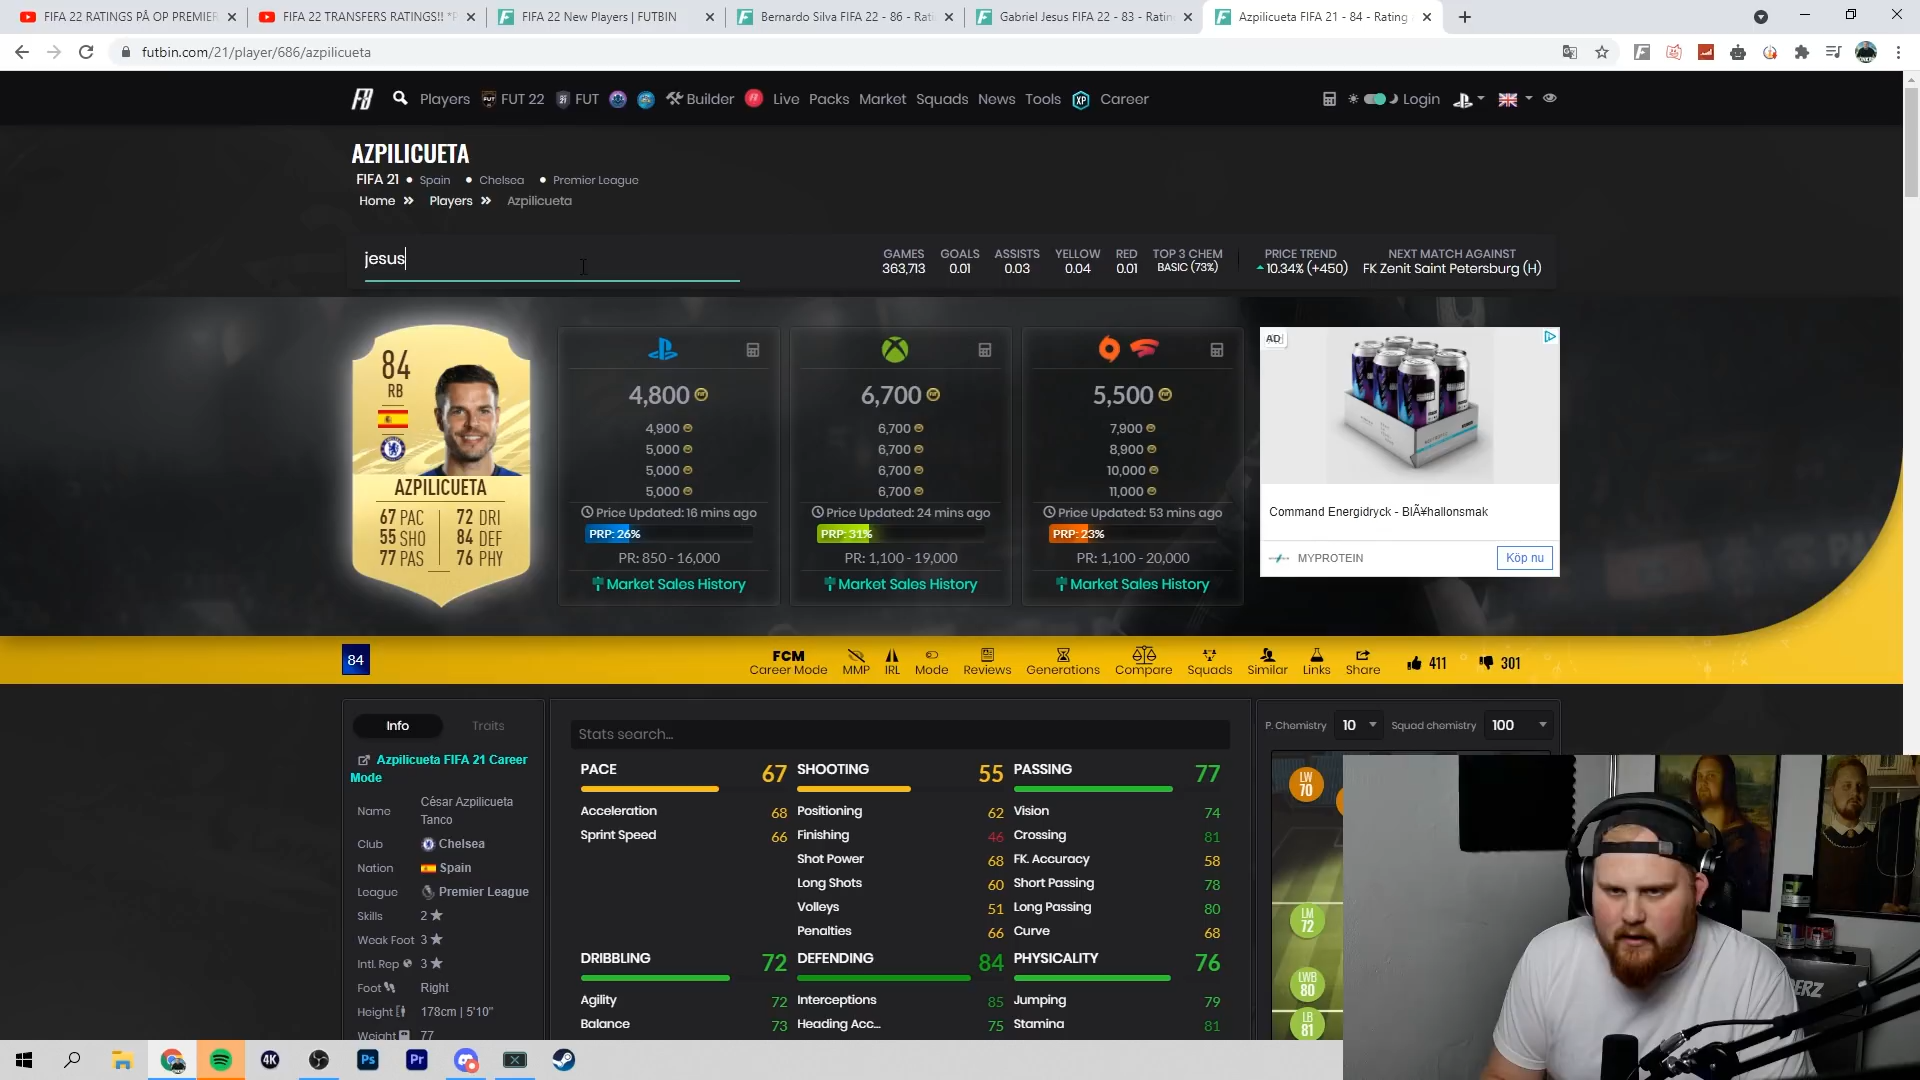 FIFA 22 RATINGS PÅ OP PREMIER
FIFA 22 TRANSFERS RATINGS!! *F
FIFA 22 New Players | FUTBIN
Bernardo Silva FIFA 22 - 86 - Rati
Gabriel Jesus FIFA 22 - 83 - Ratin
Azpilicueta FIFA 21 - 84 - Rating
futbin.com/21/player/686/azpilicueta
Players FUT 22 FUT Builder Live Packs Market Squads News Tools XP Career Login
AZPILICUETA
FIFA 21 • Spain • Chelsea • Premier League
Home » Players » Azpilicueta
jesus
GAMES GOALS ASSISTS YELLOW RED TOP 3 CHEM PRICE TREND NEXT MATCH AGAINST
363,713 0.01 0.03 0.04 0.01 BASIC (73%) 10.34% (+450) FK Zenit Saint Petersburg (H)
84
RB
AZPILICUETA
67 PAC 72 DRI
55 SHO 84 DEF
77 PAS 76 PHY
4,800 6,700 5,500
4,900 6,700 7,900
5,000 6,700 8,900
5,000 6,700 10,000
5,000 6,700 11,000
Price Updated: 16 mins ago Price Updated: 24 mins ago Price Updated: 53 mins ago
PRP: 26% PRP: 31% PRP: 23%
PR: 850 - 16,000 PR: 1,100 - 19,000 PR: 1,100 - 20,000
Market Sales History Market Sales History Market Sales History
AD
Command Energidryck - BlÃ¥hallonsmak
MYPROTEIN Köp nu
84
FCM
Career Mode MMP IRL Mode Reviews Generations Compare Squads Similar Links Share 411 301
Info Traits
Azpilicueta FIFA 21 Career
Mode
Name César Azpilicueta
Tanco
Club Chelsea
Nation Spain
League Premier League
Skills 2
Weak Foot 3
Intl. Rep 3
Foot Right
Height 178cm | 5'10"
Weight 77
Stats search...
PACE 67 SHOOTING 55 PASSING 77
Acceleration 68 Positioning 62 Vision 74
Sprint Speed 66 Finishing 46 Crossing 81
Shot Power 68 FK. Accuracy 58
Long Shots 60 Short Passing 78
Volleys 51 Long Passing 80
Penalties 66 Curve 68
DRIBBLING 72 DEFENDING 84 PHYSICALITY 76
Agility 72 Interceptions 85 Jumping 79
Balance 73 Heading Acc... 75 Stamina 81
P. Chemistry 10 Squad chemistry 100
LW
70
LM
72
LWB
80
LB
81
4K
Ps
Pr